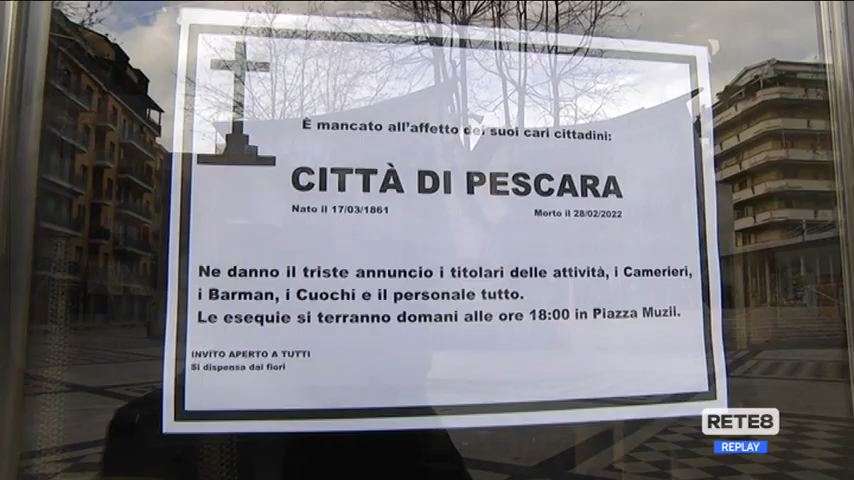 È mancato all'affetto dei suoi cari cittadini:
CITTÀ DI PESCARA
Nato il 17/03/1861 Morto il 28/02/2022
Ne danno il triste annuncio i titolari delle attività, i Camerieri,
i Barman, i Cuochi e il personale tutto.
Le esequie si terranno domani alle ore 18:00 in Piazza Muzii.
INVITO APERTO A TUTTI
Si dispensa dai fiori
RETE8
REPLAY